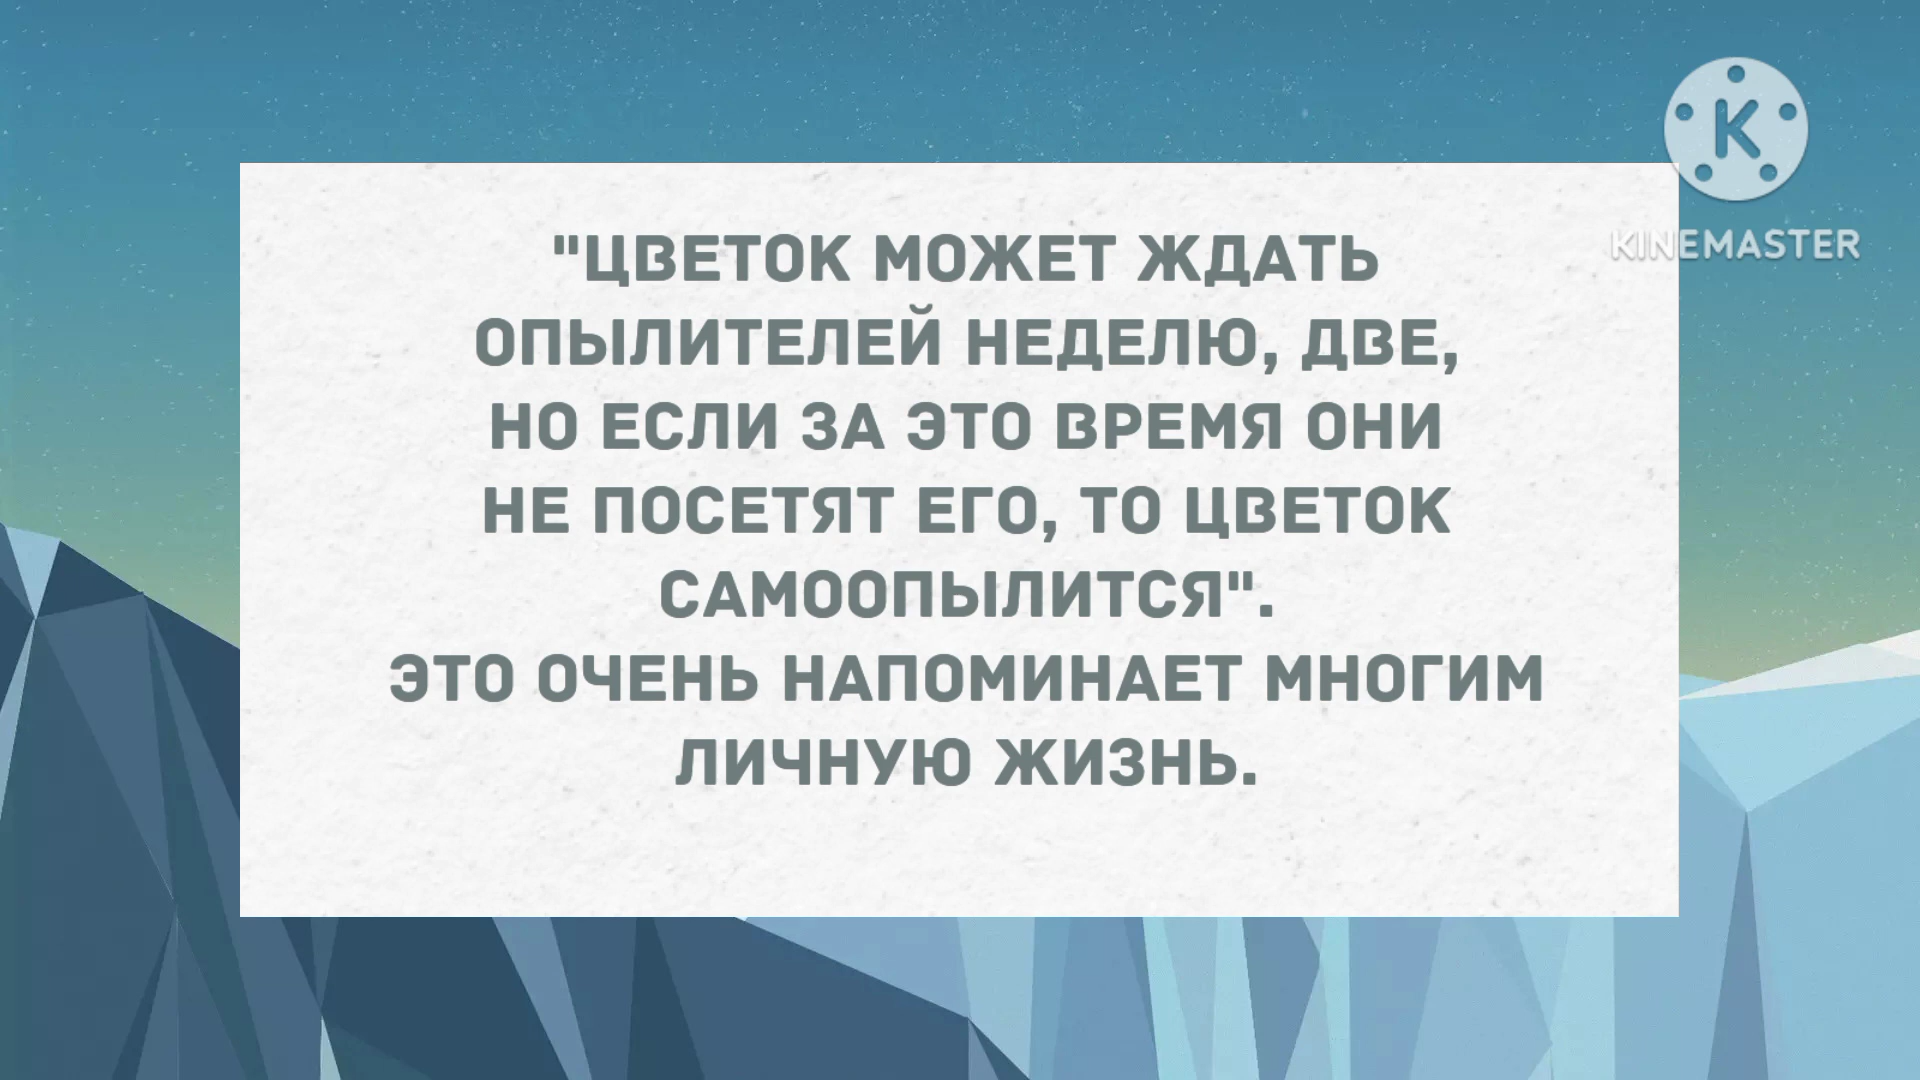 "ЦВЕТОК МОЖЕТ ЖДАТЬ
ОПЫЛИТЕЛЕЙ НЕДЕЛЮ, ДВЕ,
НО ЕСЛИ ЗА ЭТО ВРЕМЯ ОНИ
НЕ ПОСЕТЯТ ЕГО, ТО ЦВЕТОК
САМООПЫЛИТСЯ".
ЭТО ОЧЕНЬ НАПОМИНАЕТ МНОГИМ
ЛИЧНУЮ ЖИЗНЬ.
K
KINEMASTER